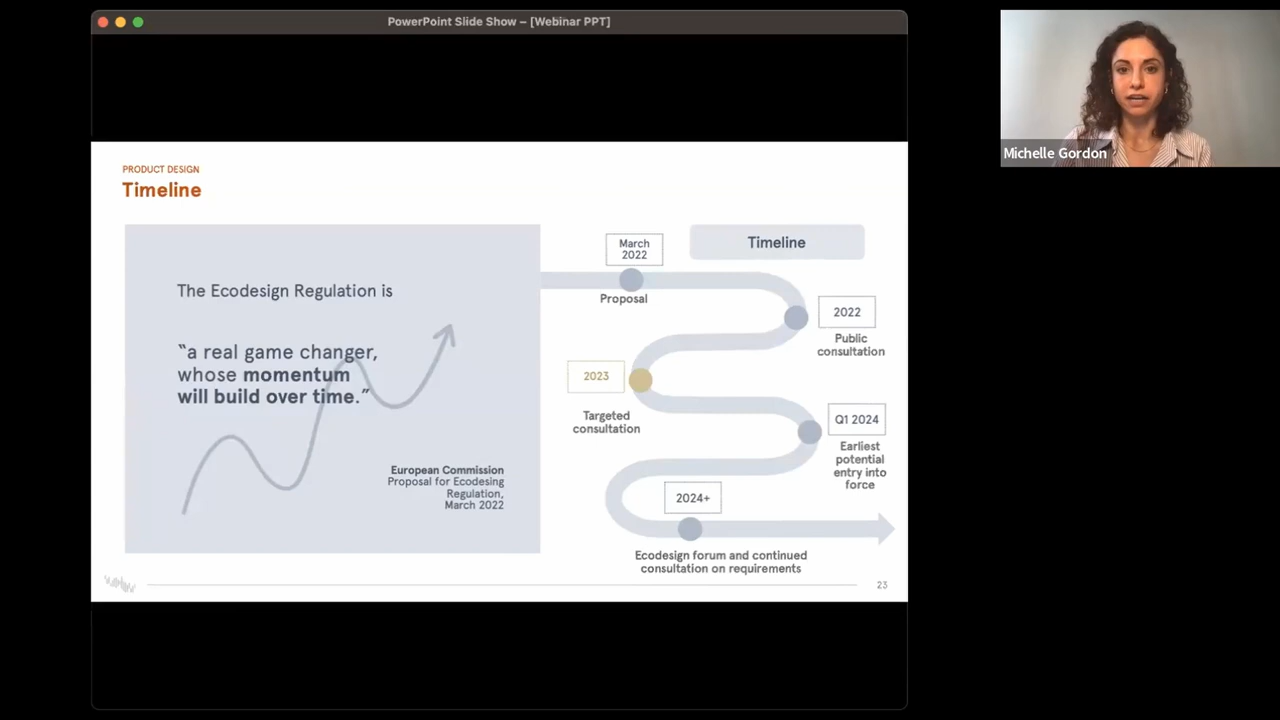 PowerPoint Slide Show – [Webinar PPT]
Michelle Gordon
PRODUCT DESIGN
Timeline
The Ecodesign Regulation is
“a real game changer,
whose momentum
will build over time.”
European Commission
Proposal for Ecodesing
Regulation,
March 2022
Timeline
March
2022
Proposal
2022
Public
consultation
2023
Targeted
consultation
Q1 2024
Earliest
potential
entry into
force
2024+
Ecodesign forum and continued
consultation on requirements
23